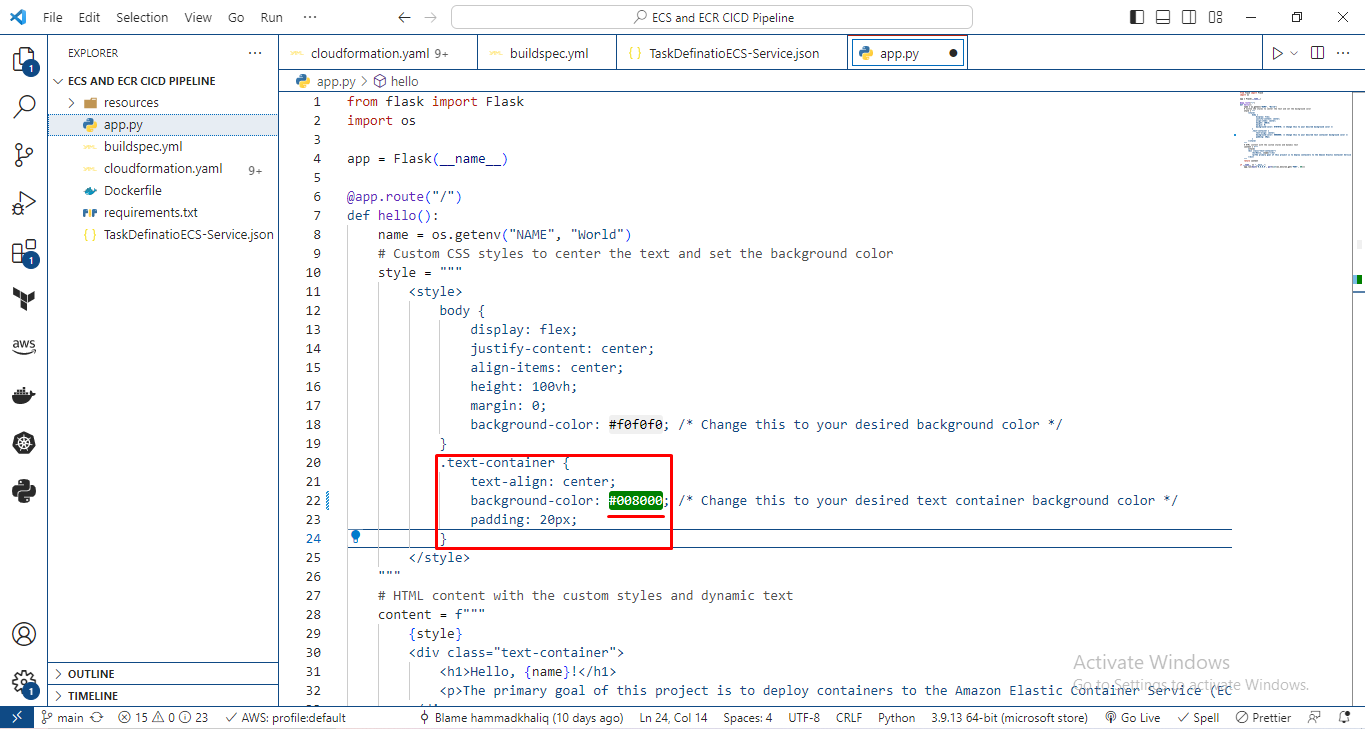 File Edit Selection View Go Run ··· ECS and ECR CICD Pipeline
EXPLORER ···
ECS AND ECR CICD PIPELINE
resources
app.py
buildspec.yml
cloudformation.yaml 9+
Dockerfile
requirements.txt
TaskDefinatioECS-Service.json
OUTLINE
TIMELINE
1
1
aws
1
cloudformation.yaml 9+ buildspec.yml {} TaskDefinatioECS-Service.json app.py
app.py > hello
1 from flask import Flask
2 import os
3
4 app = Flask(__name__)
5
6 @app.route("/")
7 def hello():
8 name = os.getenv("NAME", "World")
9 # Custom CSS styles to center the text and set the background color
10 style = """
11 <style>
12 body {
13 display: flex;
14 justify-content: center;
15 align-items: center;
16 height: 100vh;
17 margin: 0;
18 background-color: #f0f0f0; /* Change this to your desired background color */
19 }
20 .text-container {
21 text-align: center;
22 background-color: #008000; /* Change this to your desired text container background color */
23 padding: 20px;
24 }
25 </style>
26 """
27 # HTML content with the custom styles and dynamic text
28 content = f"""
29 {style}
30 <div class="text-container">
31 <h1>Hello, {name}!</h1>
32 <p>The primary goal of this project is to deploy containers to the Amazon Elastic Container Service (EC
Activate Windows
Go to Settings to activate Windows.
main 15 0 23 AWS: profile:default Blame hammadkhaliq (10 days ago) Ln 24, Col 14 Spaces: 4 UTF-8 CRLF Python 3.9.13 64-bit (microsoft store) Go Live Spell Prettier